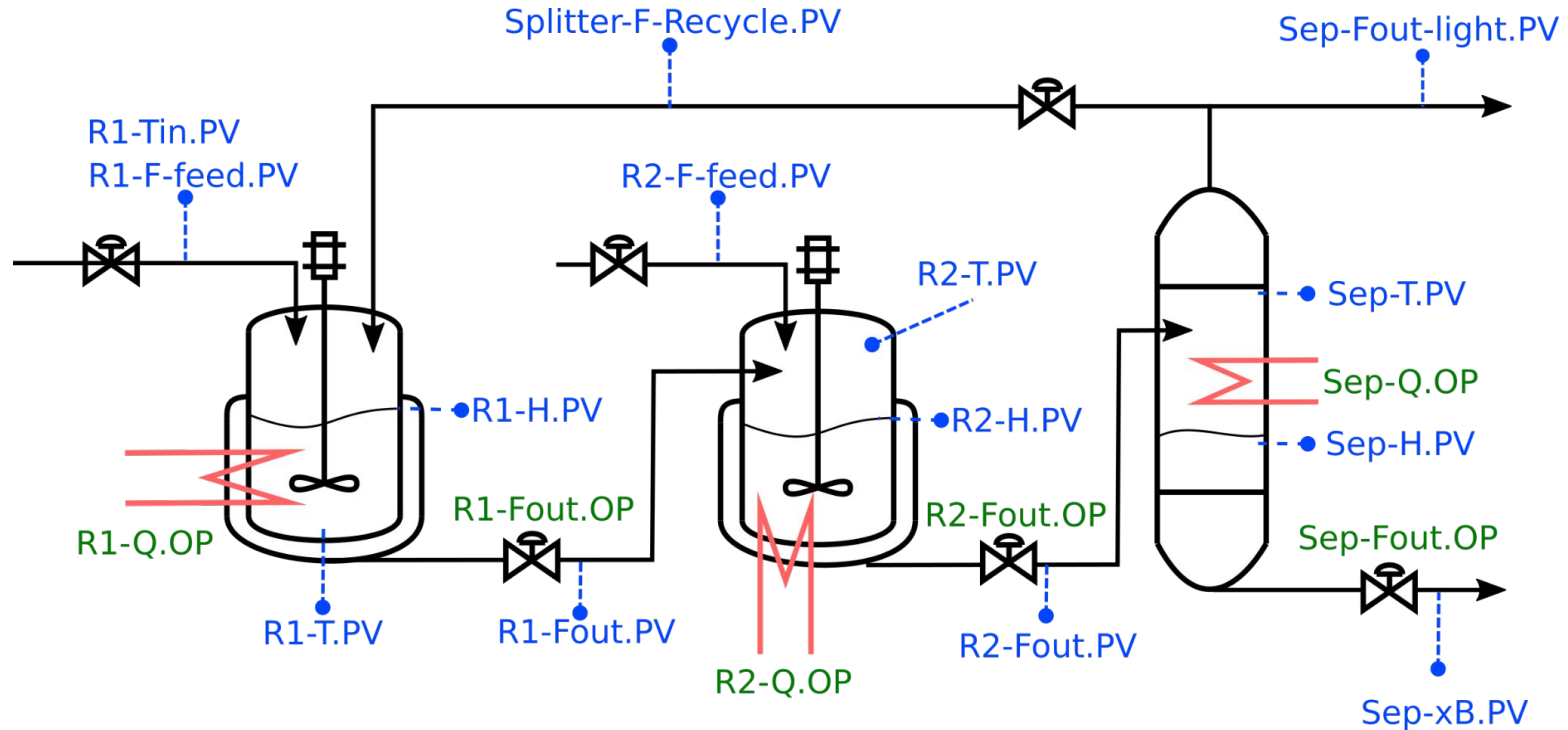 Splitter-F-Recycle.PV
Sep-Fout-light.PV
R1-Tin.PV
R1-F-feed.PV
R2-F-feed.PV
R2-T.PV
Sep-T.PV
Sep-Q.OP
R1-H.PV
R2-H.PV
Sep-H.PV
R1-Fout.OP
R2-Fout.OP
R1-Q.OP
Sep-Fout.OP
R1-T.PV
R1-Fout.PV
R2-Fout.PV
R2-Q.OP
Sep-xB.PV